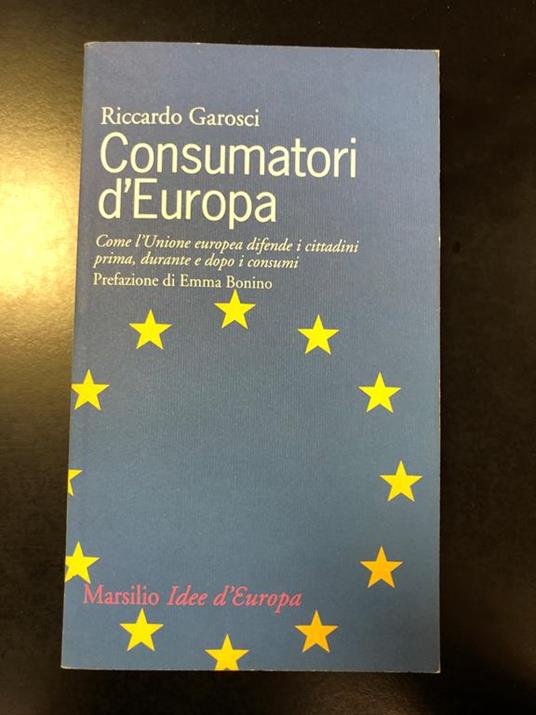 Riccardo Garosci
Consumatori
d'Europa
Come l'Unione europea difende i cittadini
prima, durante e dopo i consumi
Prefazione di Emma Bonino
Marsilio Idee d'Europa